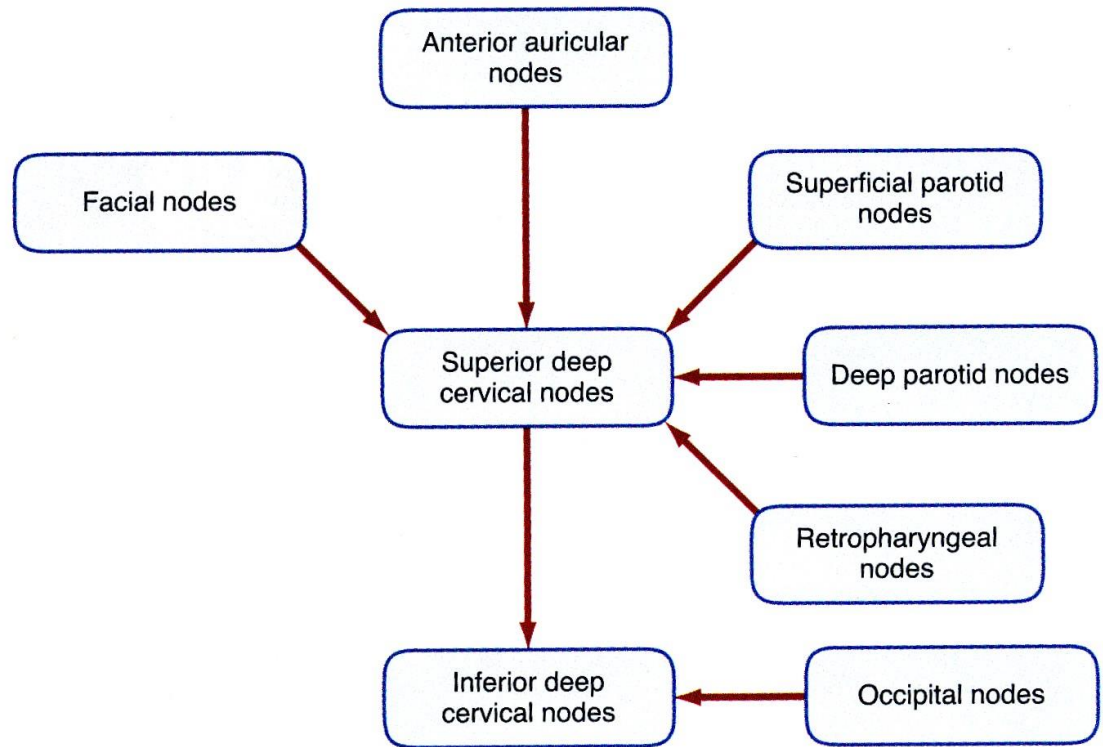 Anterior auricular
nodes
Facial nodes
Superficial parotid
nodes
Superior deep
cervical nodes
Deep parotid nodes
Retropharyngeal
nodes
Inferior deep
cervical nodes
Occipital nodes